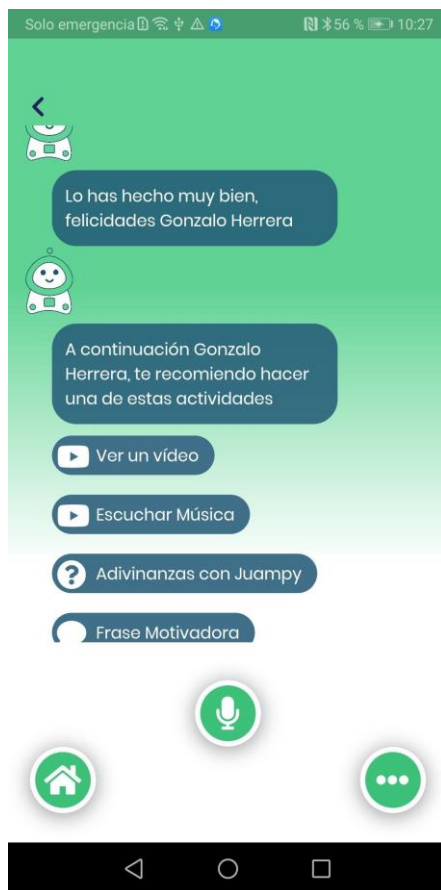 Solo emergencia 56 % 10:27
Lo has hecho muy bien,
felicidades Gonzalo Herrera
A continuación Gonzalo
Herrera, te recomiendo hacer
una de estas actividades
Ver un vídeo
Escuchar Música
? Adivinanzas con Juampy
Frase Motivadora